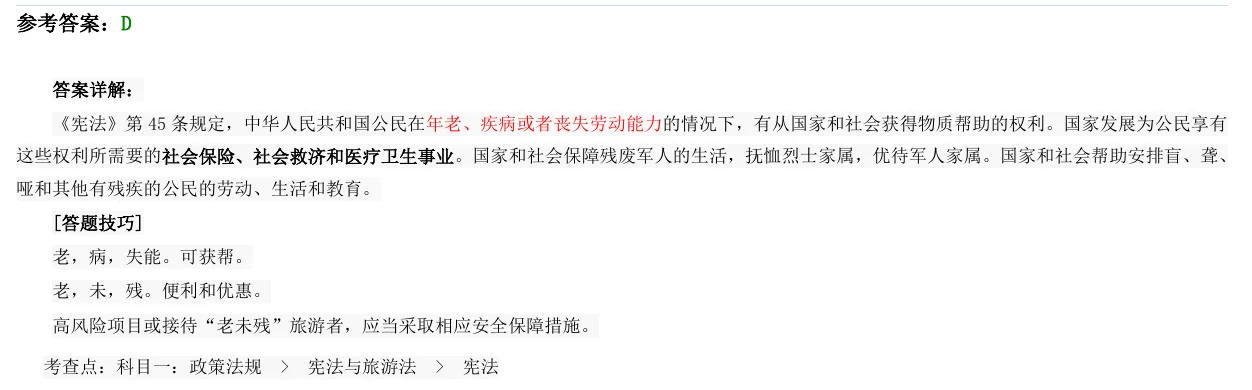 参考答案：D
答案详解：
《宪法》第 45 条规定，中华人民共和国公民在年老、疾病或者丧失劳动能力的情况下，有从国家和社会获得物质帮助的权利。国家发展为公民享有
这些权利所需要的社会保险、社会救济和医疗卫生事业。国家和社会保障残废军人的生活，抚恤烈士家属，优待军人家属。国家和社会帮助安排盲、聋、
哑和其他有残疾的公民的劳动、生活和教育。
[答题技巧]
老，病，失能。可获帮。
老，未，残。便利和优惠。
高风险项目或接待“老未残”旅游者，应当采取相应安全保障措施。
考查点：科目一：政策法规 > 宪法与旅游法 > 宪法